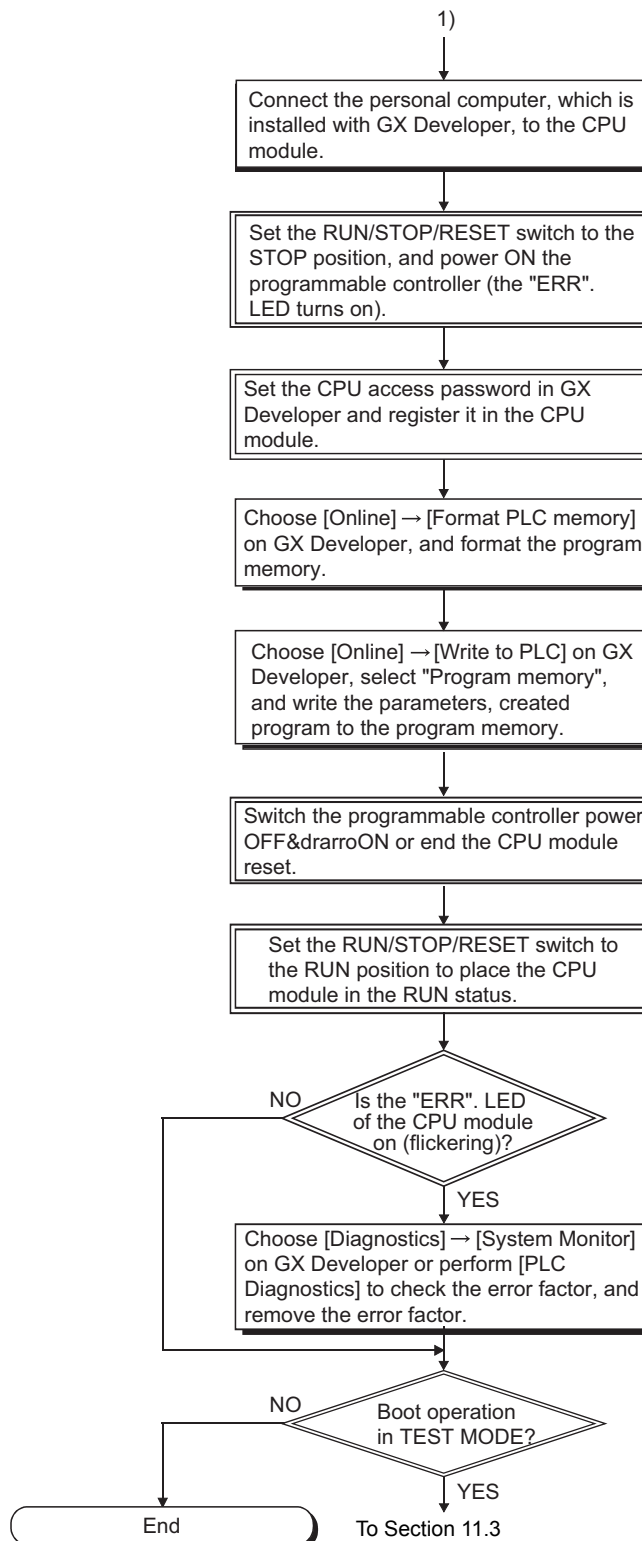 1)
Connect the personal computer, which is
installed with GX Developer, to the CPU
module.
Set the RUN/STOP/RESET switch to the
STOP position, and power ON the
programmable controller (the "ERR".
LED turns on).
Set the CPU access password in GX
Developer and register it in the CPU
module.
Choose [Online] → [Format PLC memory]
on GX Developer, and format the program
memory.
Choose [Online] → [Write to PLC] on GX
Developer, select "Program memory",
and write the parameters, created
program to the program memory.
Switch the programmable controller power
OFF&drarroON or end the CPU module
reset.
Set the RUN/STOP/RESET switch to
the RUN position to place the CPU
module in the RUN status.
NO
Is the "ERR". LED
of the CPU module
on (flickering)?
YES
Choose [Diagnostics] → [System Monitor]
on GX Developer or perform [PLC
Diagnostics] to check the error factor, and
remove the error factor.
NO
Boot operation
in TEST MODE?
YES
End
To Section 11.3